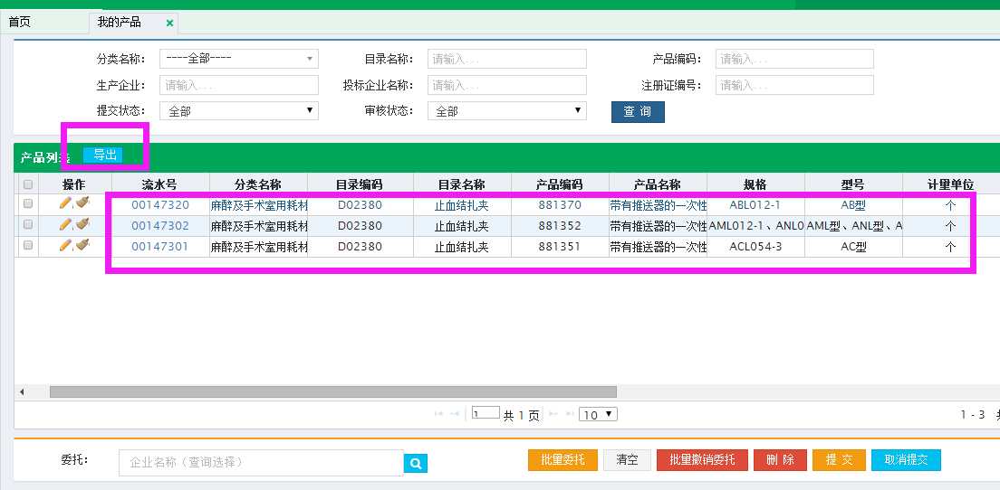 首页 我的产品 ×
分类名称: ----全部---- 目录名称: 请输入... 产品编码: 请输入...
生产企业: 请输入... 投标企业名称: 请输入... 注册证编号: 请输入...
提交状态: 全部 审核状态: 全部 查 询
产品列表 导出
操作 流水号 分类名称 目录编码 目录名称 产品编码 产品名称 规格 型号 计量单位
00147320 麻醉及手术室用耗材 D02380 止血结扎夹 881370 带有推送器的一次性 ABL012-1 AB型 个
00147302 麻醉及手术室用耗材 D02380 止血结扎夹 881352 带有推送器的一次性 AML012-1、ANL0 AML型、ANL型、A 个
00147301 麻醉及手术室用耗材 D02380 止血结扎夹 881351 带有推送器的一次性 ACL054-3 AC型 个
1 共 1 页 10 1 - 3
委托: 企业名称（查询选择） 批量委托 清空 批量撤销委托 删 除 提 交 取消提交